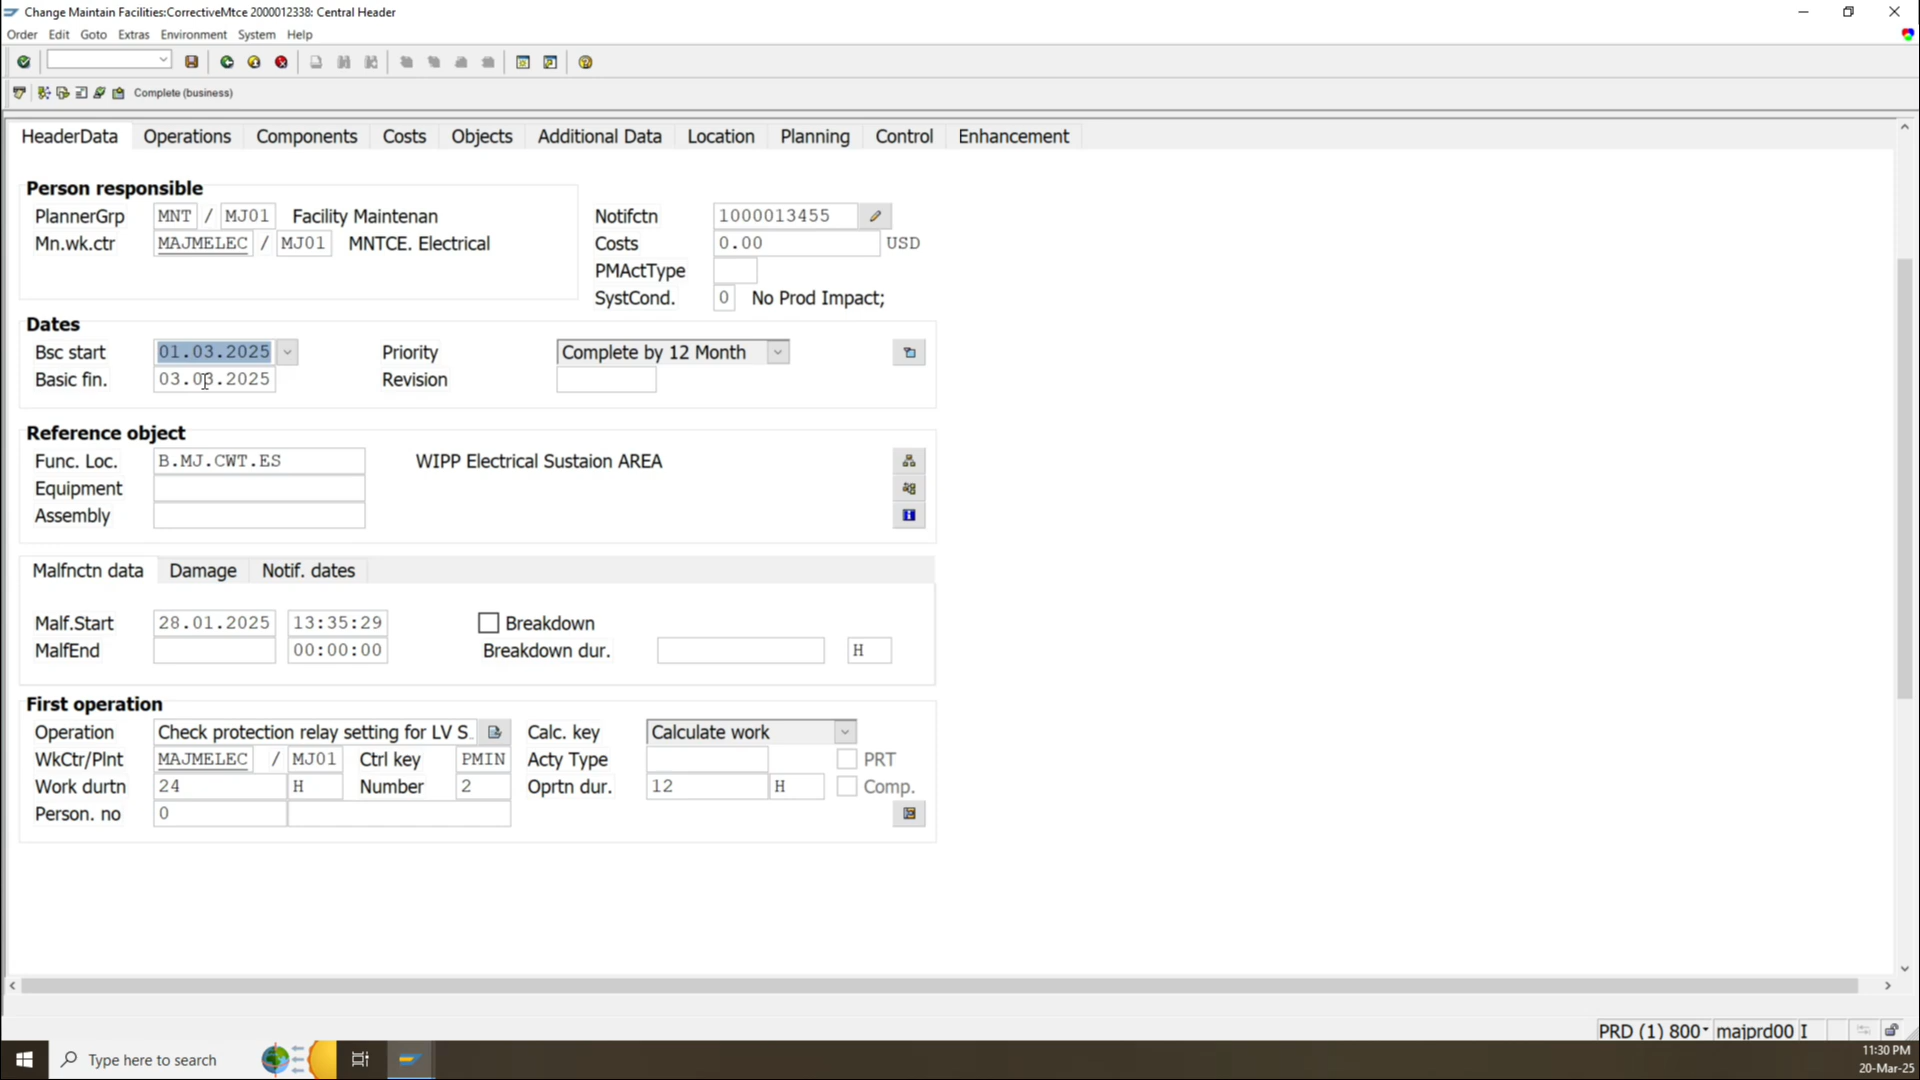 Change Maintain Facilities:CorrectiveMtce 2000012338: Central Header
Order Edit Goto Extras Environment System Help
Complete (business)
HeaderData Operations Components Costs Objects Additional Data Location Planning Control Enhancement
Person responsible
PlannerGrp MNT / MJ01 Facility Maintenan Notifctn 1000013455
Mn.wk.ctr MAJMELEC / MJ01 MNTCE. Electrical Costs 0.00 USD
PMActType
SystCond. 0 No Prod Impact;
Dates
Bsc start 01.03.2025 Priority Complete by 12 Month
Basic fin. 03.03.2025 Revision
Reference object
Func. Loc. B.MJ.CWT.ES WIPP Electrical Sustaion AREA
Equipment
Assembly
Malfnctn data Damage Notif. dates
Malf.Start 28.01.2025 13:35:29 Breakdown
MalfEnd 00:00:00 Breakdown dur. H
First operation
Operation Check protection relay setting for LV S Calc. key Calculate work
WkCtr/Plnt MAJMELEC / MJ01 Ctrl key PMIN Acty Type PRT
Work durtn 24 H Number 2 Oprtn dur. 12 H Comp.
Person. no 0
PRD (1) 800 majprd00 I
Type here to search
11:30 PM
20-Mar-25